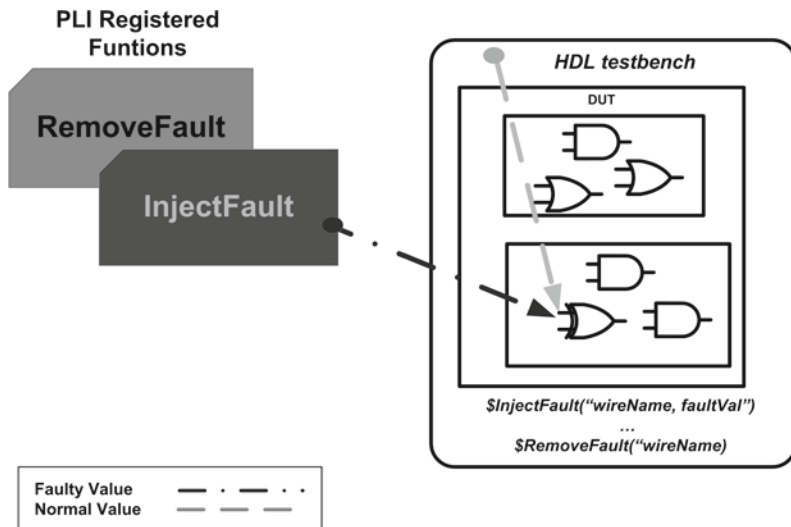 PLI Registered
Funtions
RemoveFault
InjectFault
HDL testbench
DUT
$InjectFault(“wireName, faultVal”)
...
$RemoveFault(“wireName)
Faulty Value
Normal Value